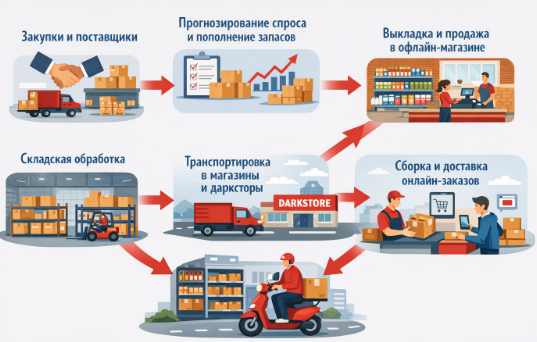 Закупки и поставщики
Прогнозирование спроса
и пополнение запасов
Выкладка и продажа
в офлайн-магазине
Складская обработка
Транспортировка
в магазины
и дарксторы
DARKSTORE
Сборка и доставка
онлайн-заказов